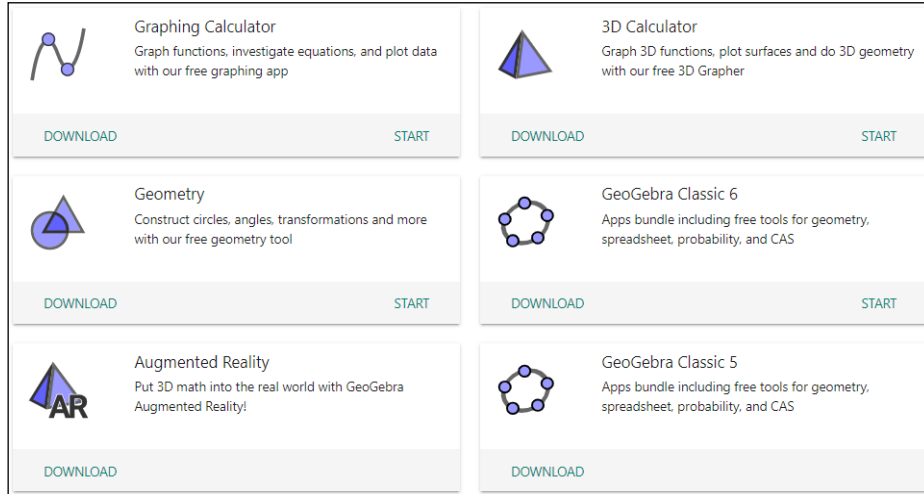 Graphing Calculator
Graph functions, investigate equations, and plot data
with our free graphing app
DOWNLOAD
START
3D Calculator
Graph 3D functions, plot surfaces and do 3D geometry
with our free 3D Grapher
DOWNLOAD
START
Geometry
Construct circles, angles, transformations and more
with our free geometry tool
DOWNLOAD
START
GeoGebra Classic 6
Apps bundle including free tools for geometry,
spreadsheet, probability, and CAS
DOWNLOAD
START
AR
Augmented Reality
Put 3D math into the real world with GeoGebra
Augmented Reality!
DOWNLOAD
GeoGebra Classic 5
Apps bundle including free tools for geometry,
spreadsheet, probability, and CAS
DOWNLOAD